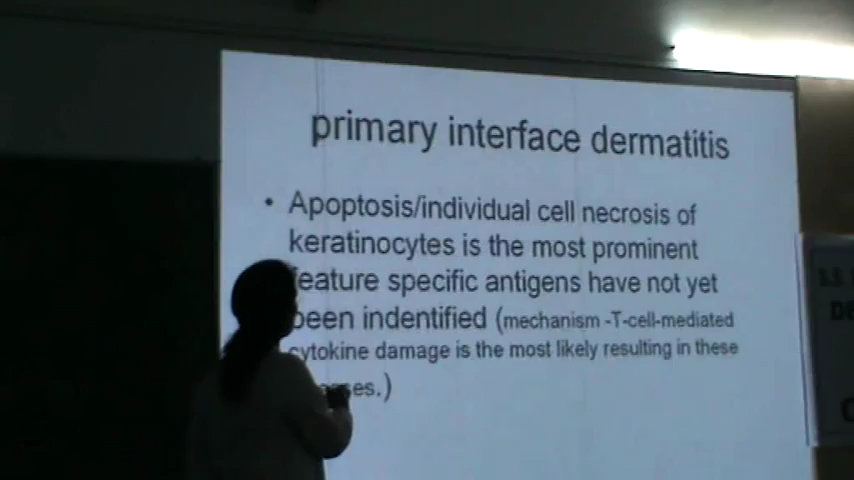 primary interface dermatitis
• Apoptosis/individual cell necrosis of
keratinocytes is the most prominent
feature specific antigens have not yet
been indentified (mechanism -T-cell-mediated
cytokine damage is the most likely resulting in these